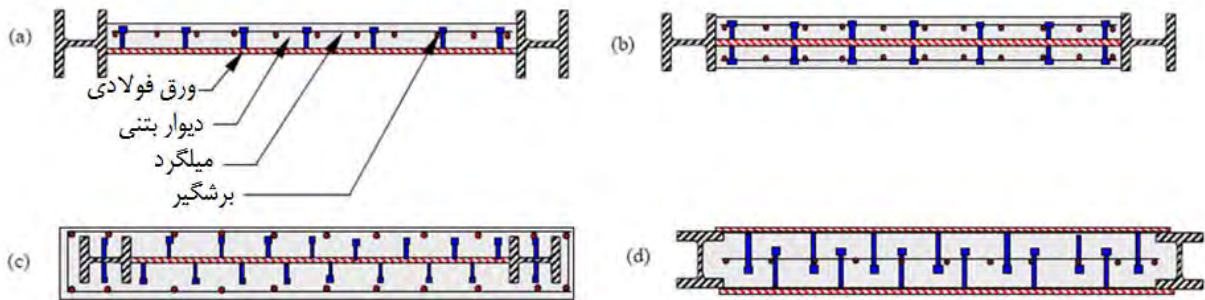 (a)
(b)
ورق فولادی
دیوار بتنی
میلگرد
برشگیر
(c)
(d)